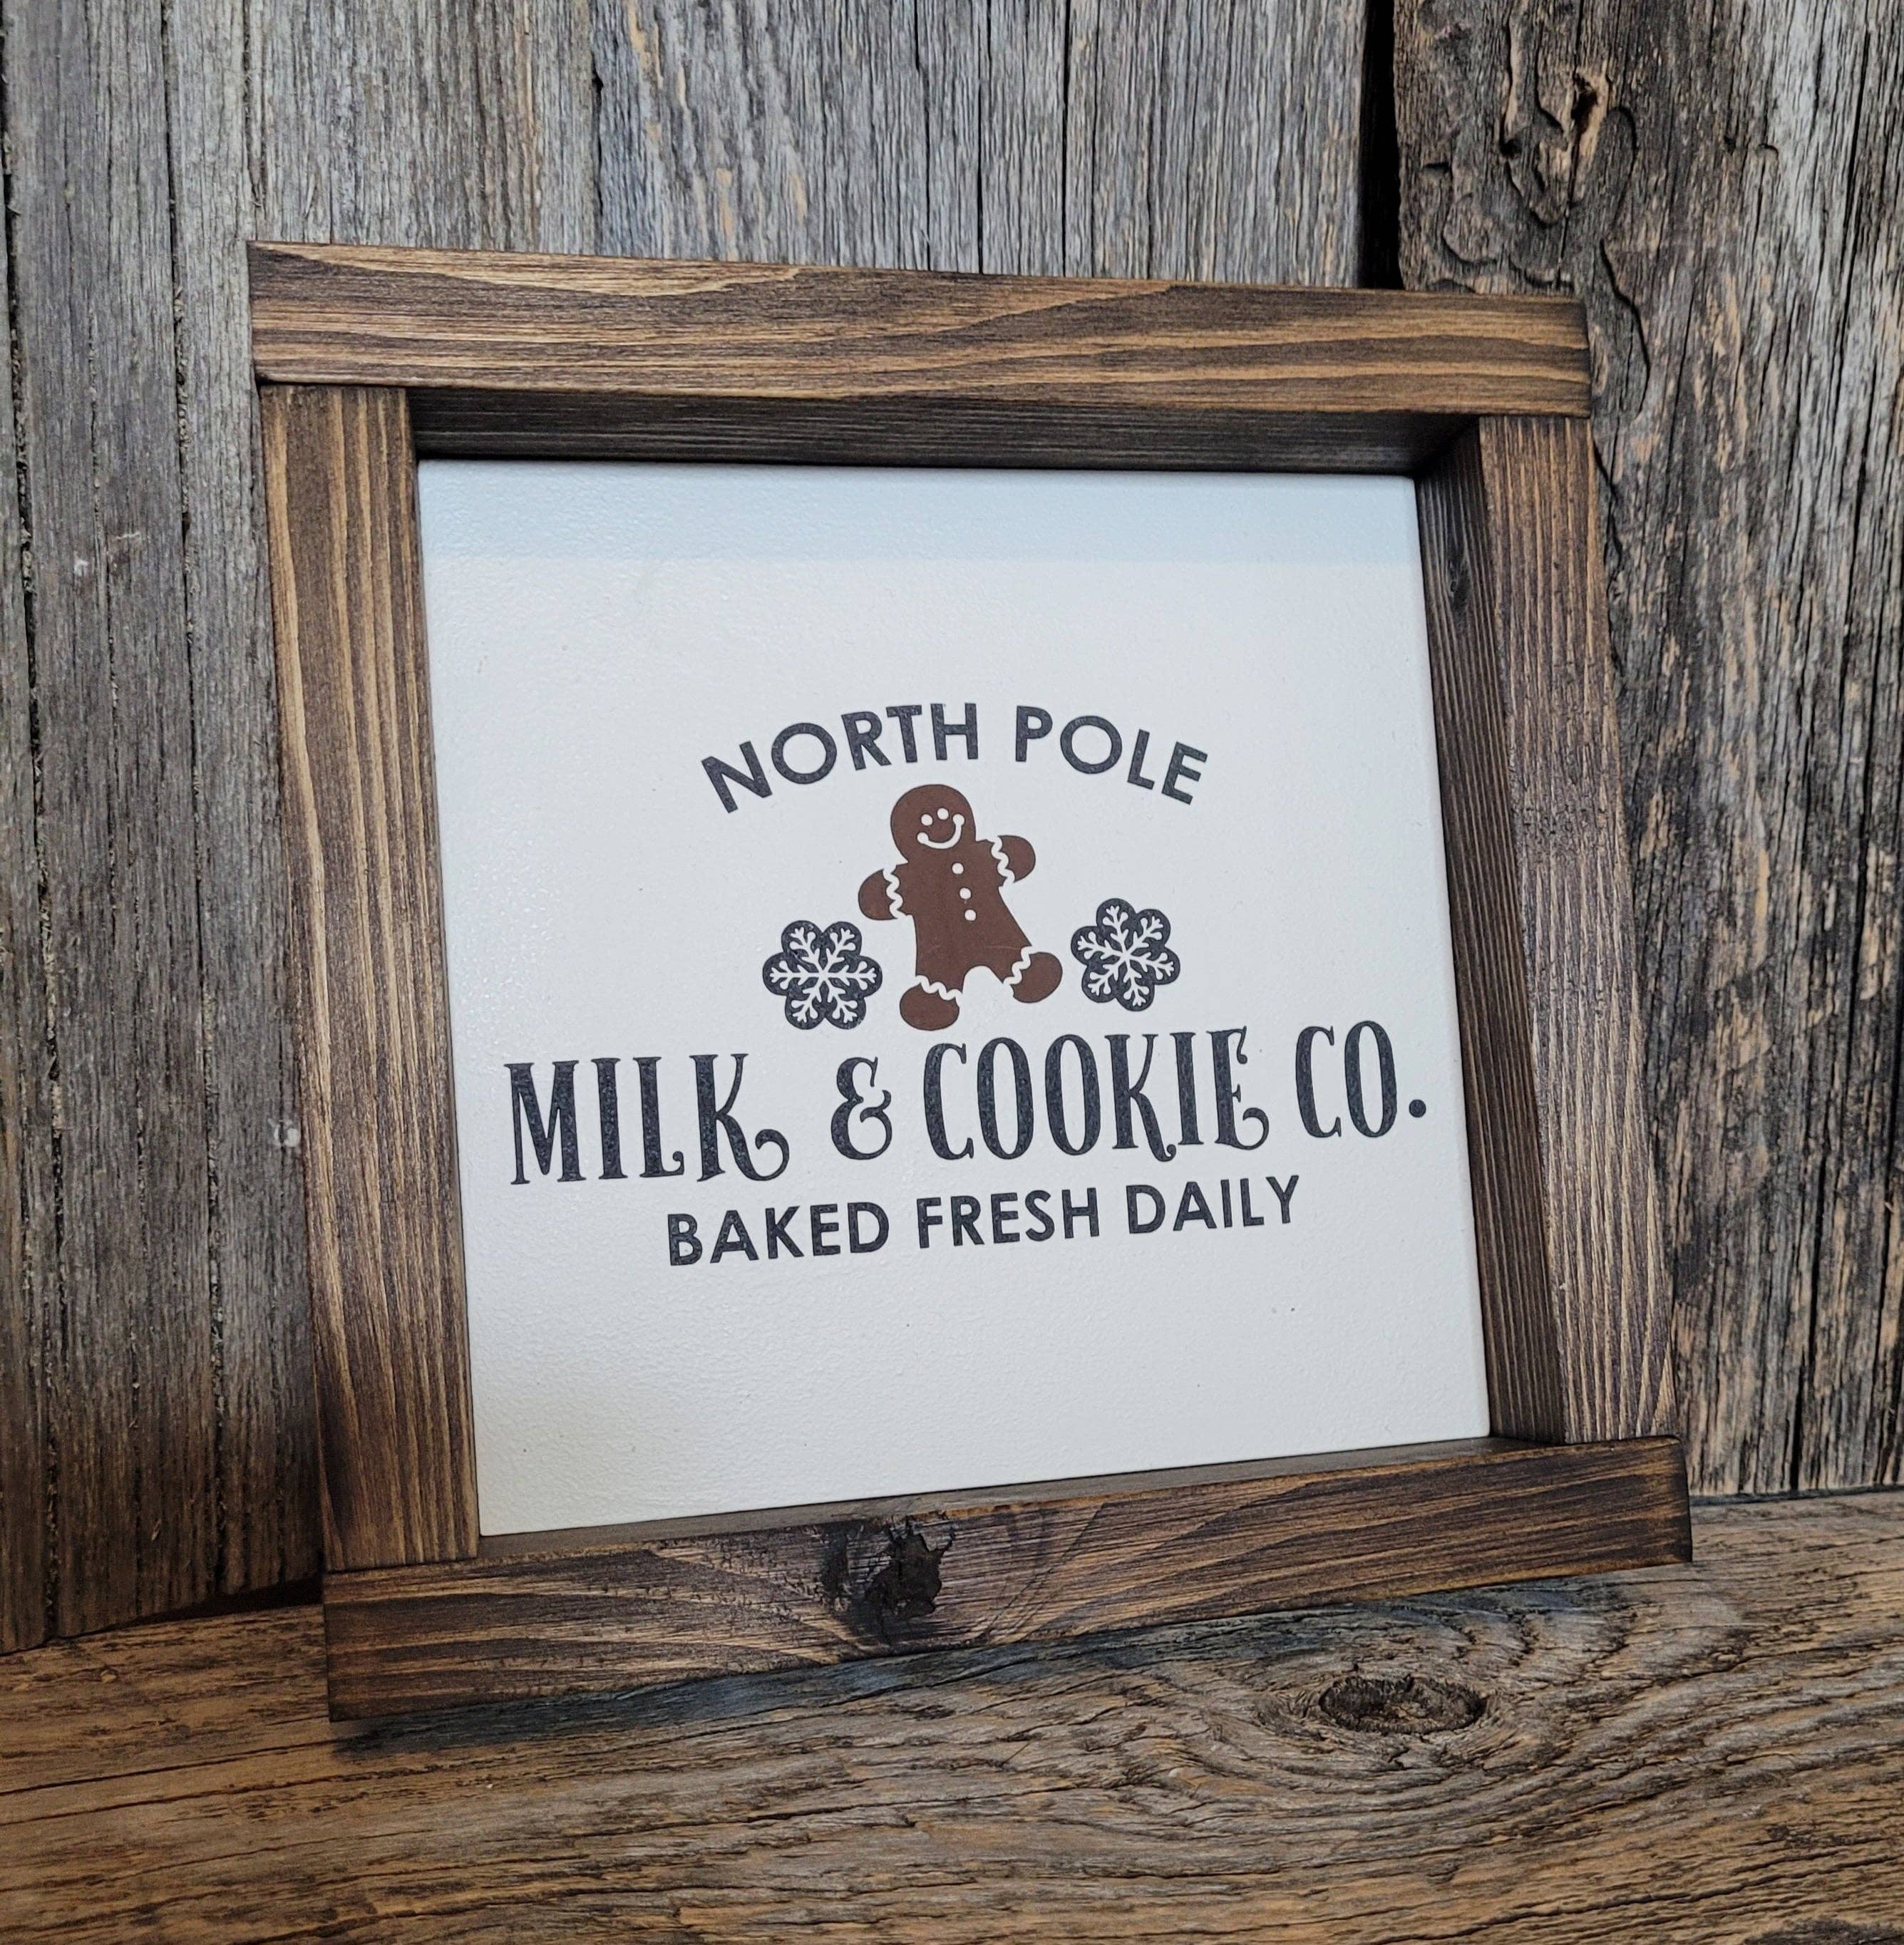 NORTH POLE
MILK & COOKIE CO.
BAKED FRESH DAILY